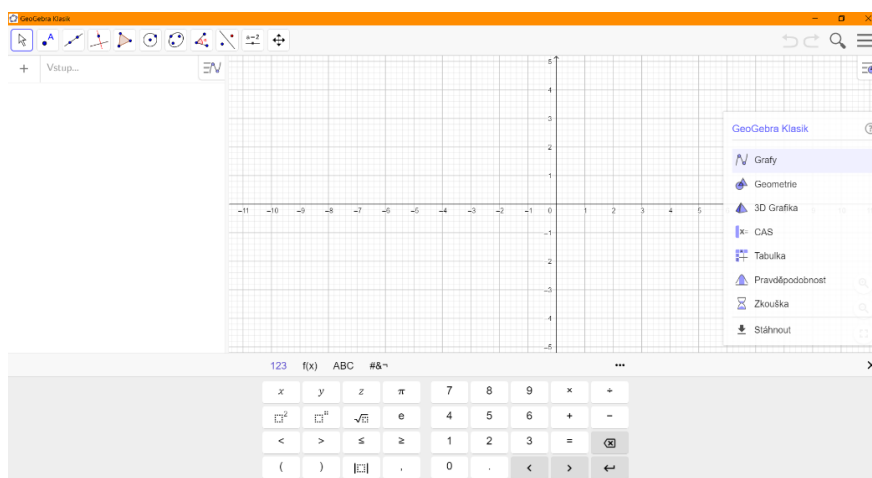 GeoGebra Klasik
A
a=2
+ Vstup...
5
4
3
2
1
-11 -10 -9 -8 -7 -6 -5 -4 -3 -2 -1 0 1 2 3 4 5
-1
-2
-3
-4
-5
GeoGebra Klasik ?
Grafy
Geometrie
3D Grafika
x= CAS
Tabulka
Pravděpodobnost
Zkouška
Stáhnout
123 f(x) ABC #&¬ ...
x y z π 7 8 9 × ÷
□² □ⁿ √□ e 4 5 6 + −
< > ≤ ≥ 1 2 3 =
( ) |□| , 0 . < >